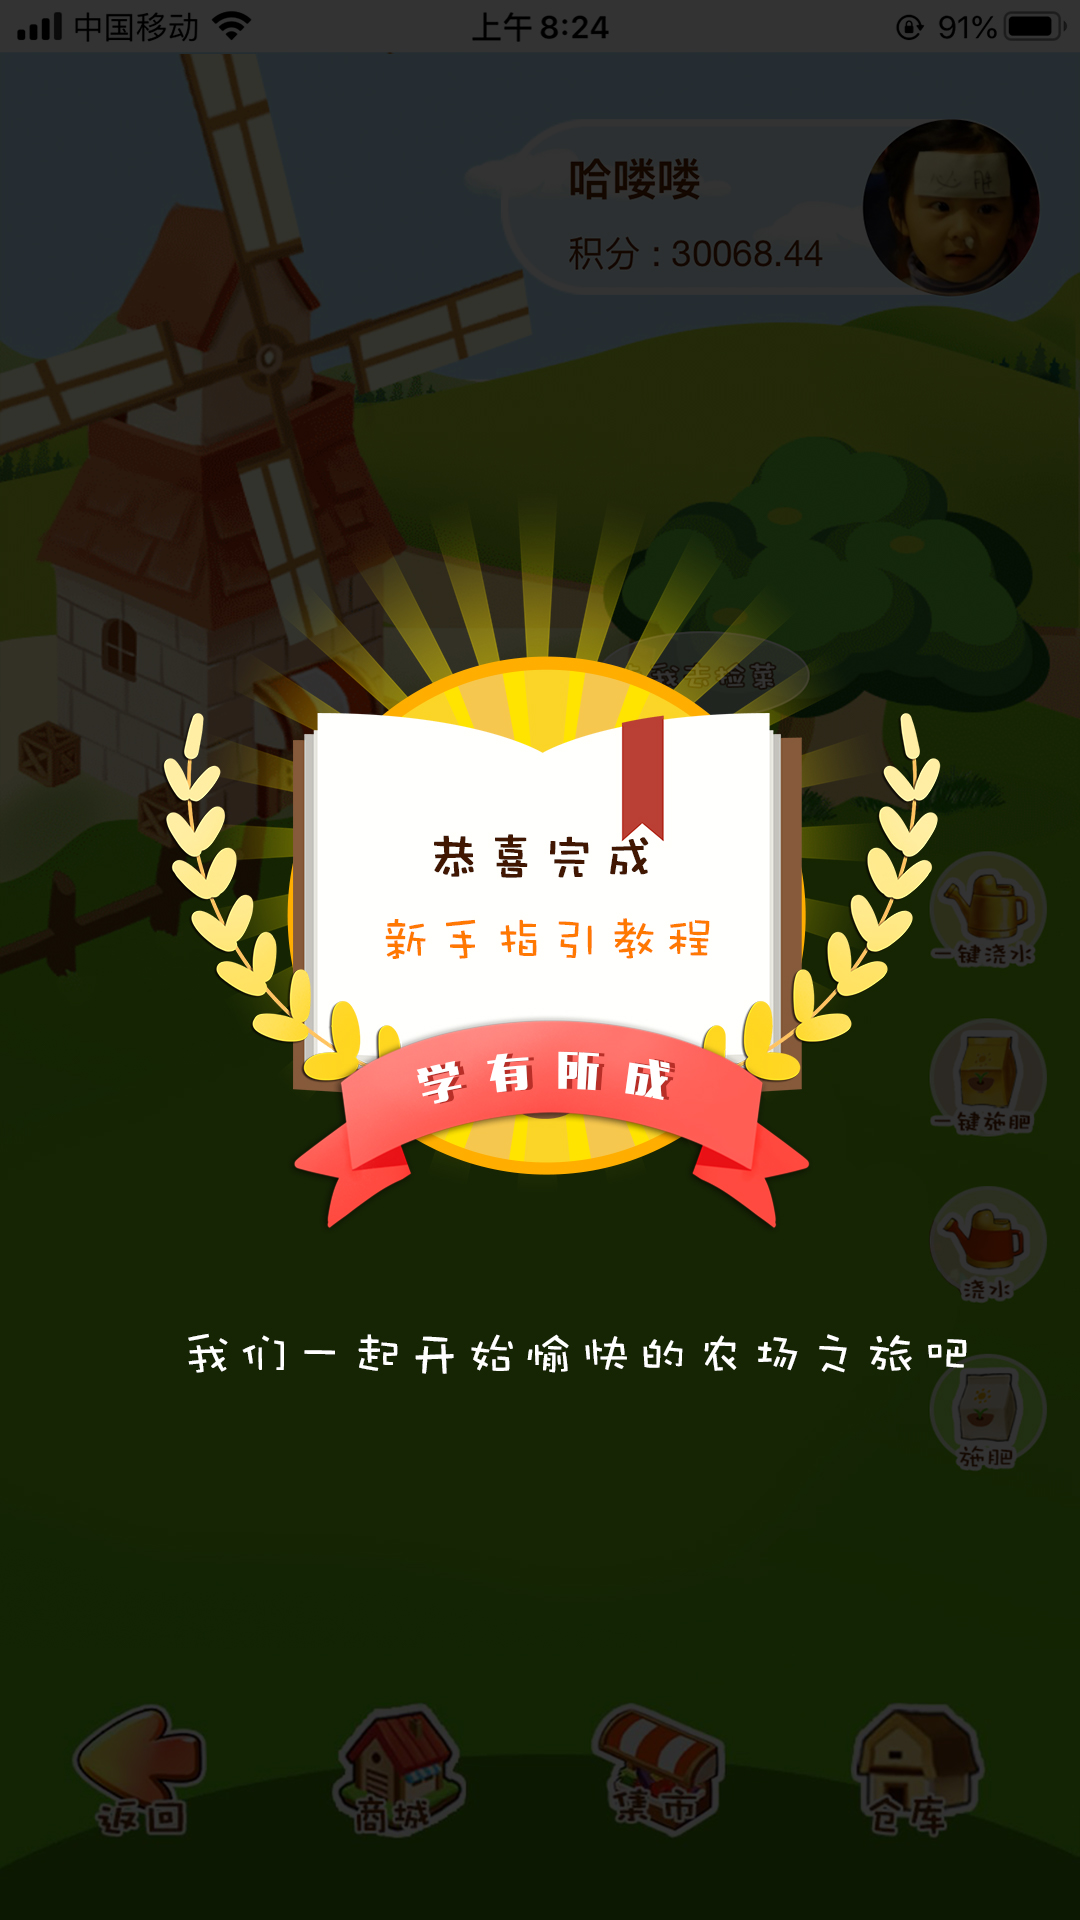 中国移动
上午8:24
91%
哈喽喽
积分：30068.44
我去捡菜
恭喜完成
新手指引教程
学有所成
一键浇水
一键施肥
浇水
我们一起开始愉快的农场之旅吧
施肥
返回
商城
集市
仓库